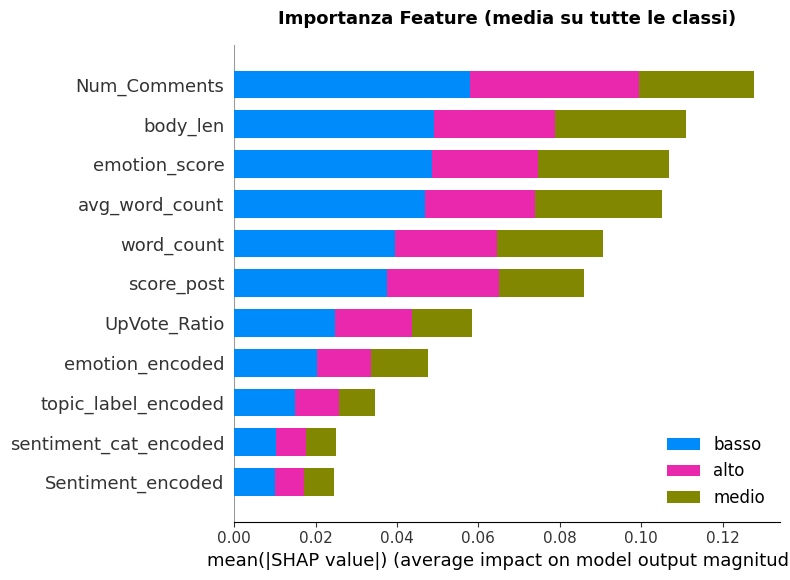 Importanza Feature (media su tutte le classi)
Num_Comments
body_len
emotion_score
avg_word_count
word_count
score_post
UpVote_Ratio
emotion_encoded
topic_label_encoded
sentiment_cat_encoded
Sentiment_encoded
basso
alto
medio
0.00 0.02 0.04 0.06 0.08 0.10 0.12
mean(|SHAP value|) (average impact on model output magnitud